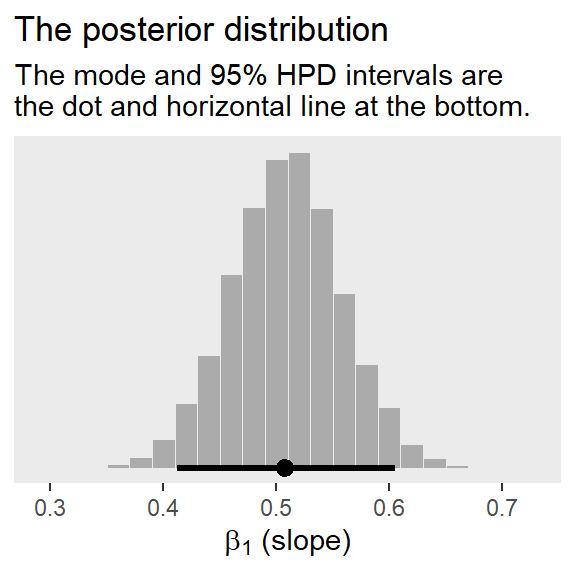 The posterior distribution
The mode and 95% HPD intervals are
the dot and horizontal line at the bottom.
0.3 0.4 0.5 0.6 0.7
β₁ (slope)